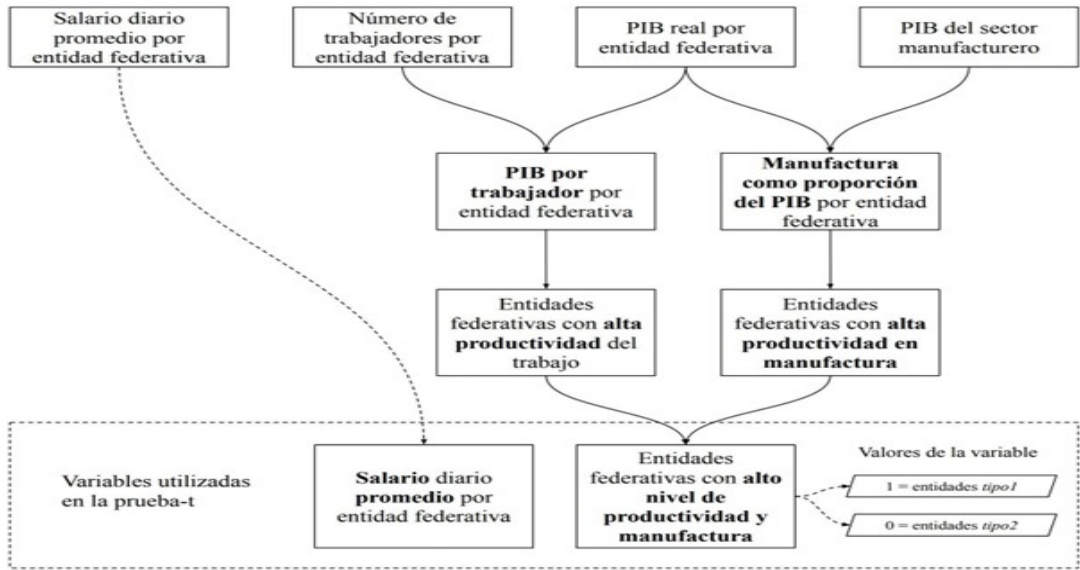 Salario diario
promedio por
entidad federativa
Número de
trabajadores por
entidad federativa
PIB real por
entidad federativa
PIB del sector
manufacturero
PIB por
trabajador por
entidad federativa
Manufactura
como proporción
del PIB por entidad
federativa
Entidades
federativas con alta
productividad del
trabajo
Entidades
federativas con alta
productividad en
manufactura
Variables utilizadas
en la prueba-t
Salario diario
promedio por
entidad federativa
Entidades
federativas con alto
nivel de
productividad y
manufactura
Valores de la variable
1 = entidades tipo1
0 = entidades tipo2